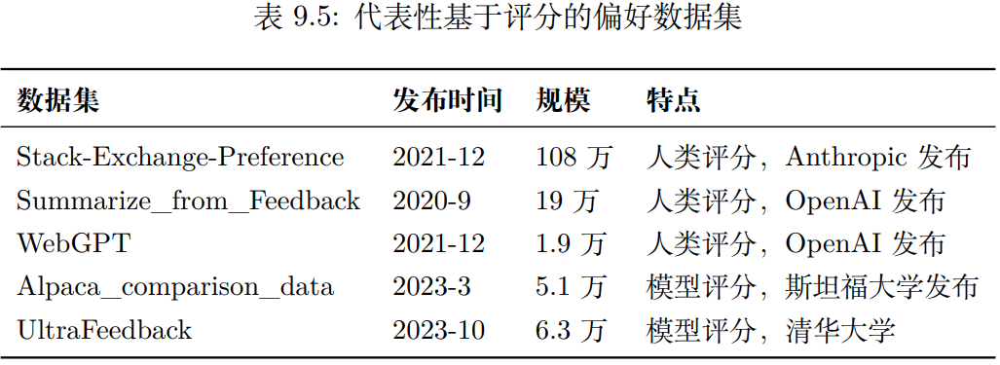 表 9.5: 代表性基于评分的偏好数据集
数据集 发布时间 规模 特点
Stack-Exchange-Preference 2021-12 108 万 人类评分，Anthropic 发布
Summarize_from_Feedback 2020-9 19 万 人类评分，OpenAI 发布
WebGPT 2021-12 1.9 万 人类评分，OpenAI 发布
Alpaca_comparison_data 2023-3 5.1 万 模型评分，斯坦福大学发布
UltraFeedback 2023-10 6.3 万 模型评分，清华大学